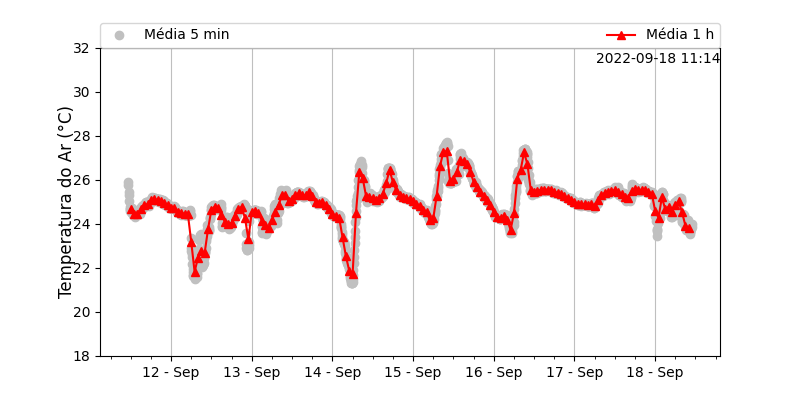 Média 5 min
Média 1 h
2022-09-18 11:14
Temperatura do Ar (°C)
32
30
28
26
24
22
20
18
12 - Sep
13 - Sep
14 - Sep
15 - Sep
16 - Sep
17 - Sep
18 - Sep